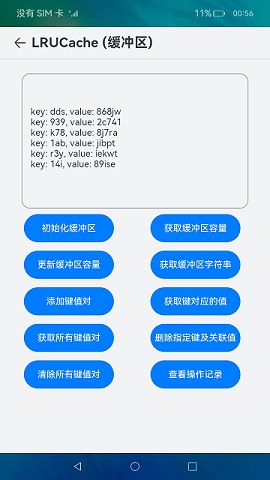 没有 SIM 卡 11% 00:56
← LRUCache (缓冲区)
key: dds, value: 868jw
key: 939, value: 2c741
key: k78, value: 8j7ra
key: 1ab, value: jibpt
key: r3y, value: iekwt
key: 14i, value: 89ise
初始化缓冲区 获取缓冲区容量
更新缓冲区容量 获取缓冲区字符串
添加键值对 获取键对应的值
获取所有键值对 删除指定键及关联值
清除所有键值对 查看操作记录